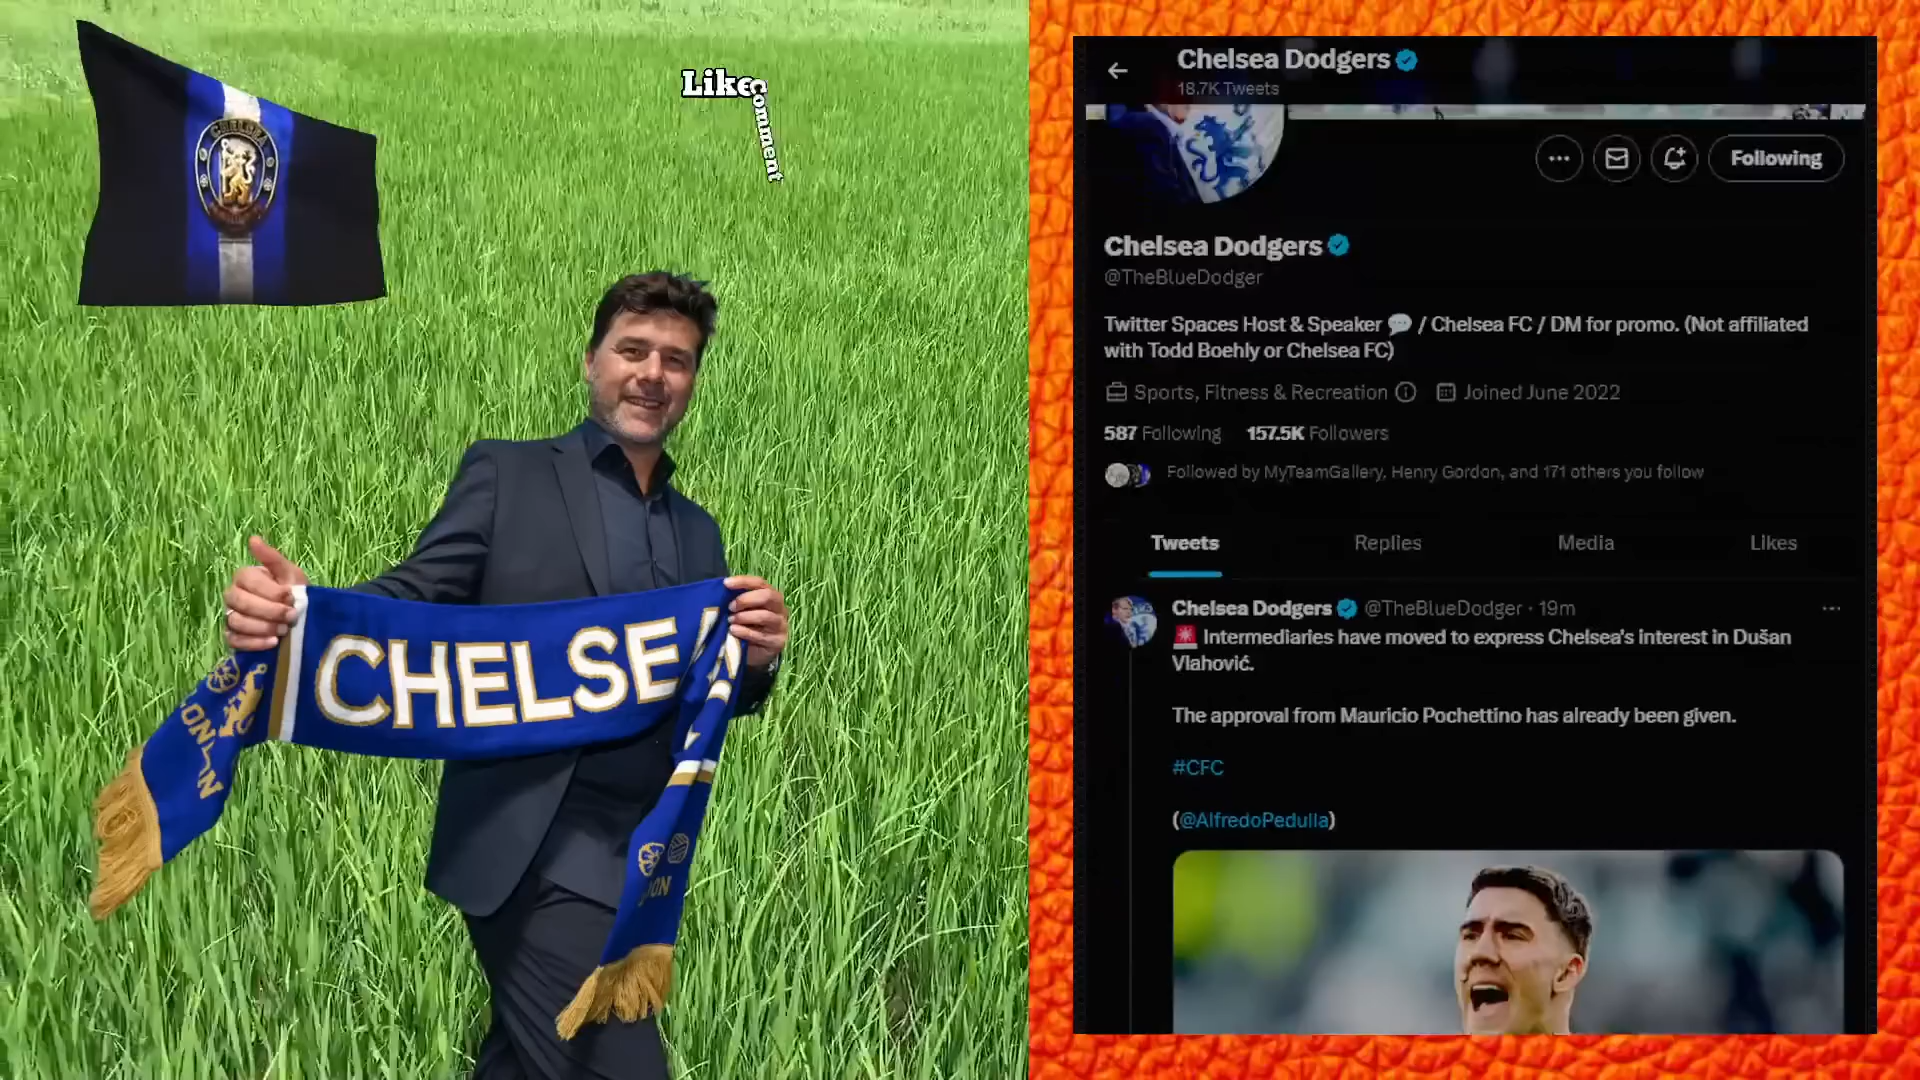 CHELSEA
Like
Comment
CHELSE
Chelsea Dodgers
18.7K Tweets
Following
Chelsea Dodgers
@TheBlueDodger
Twitter Spaces Host & Speaker 💬 / Chelsea FC / DM for promo. (Not affiliated
with Todd Boehly or Chelsea FC)
Sports, Fitness & Recreation
Joined June 2022
587 Following 157.5K Followers
Followed by MyTeamGallery, Henry Gordon, and 171 others you follow
Tweets Replies Media Likes
Chelsea Dodgers @TheBlueDodger · 19m
🚨 Intermediaries have moved to express Chelsea's interest in Dušan
Vlahović.
The approval from Mauricio Pochettino has already been given.
#CFC
(@AlfredoPedulla)